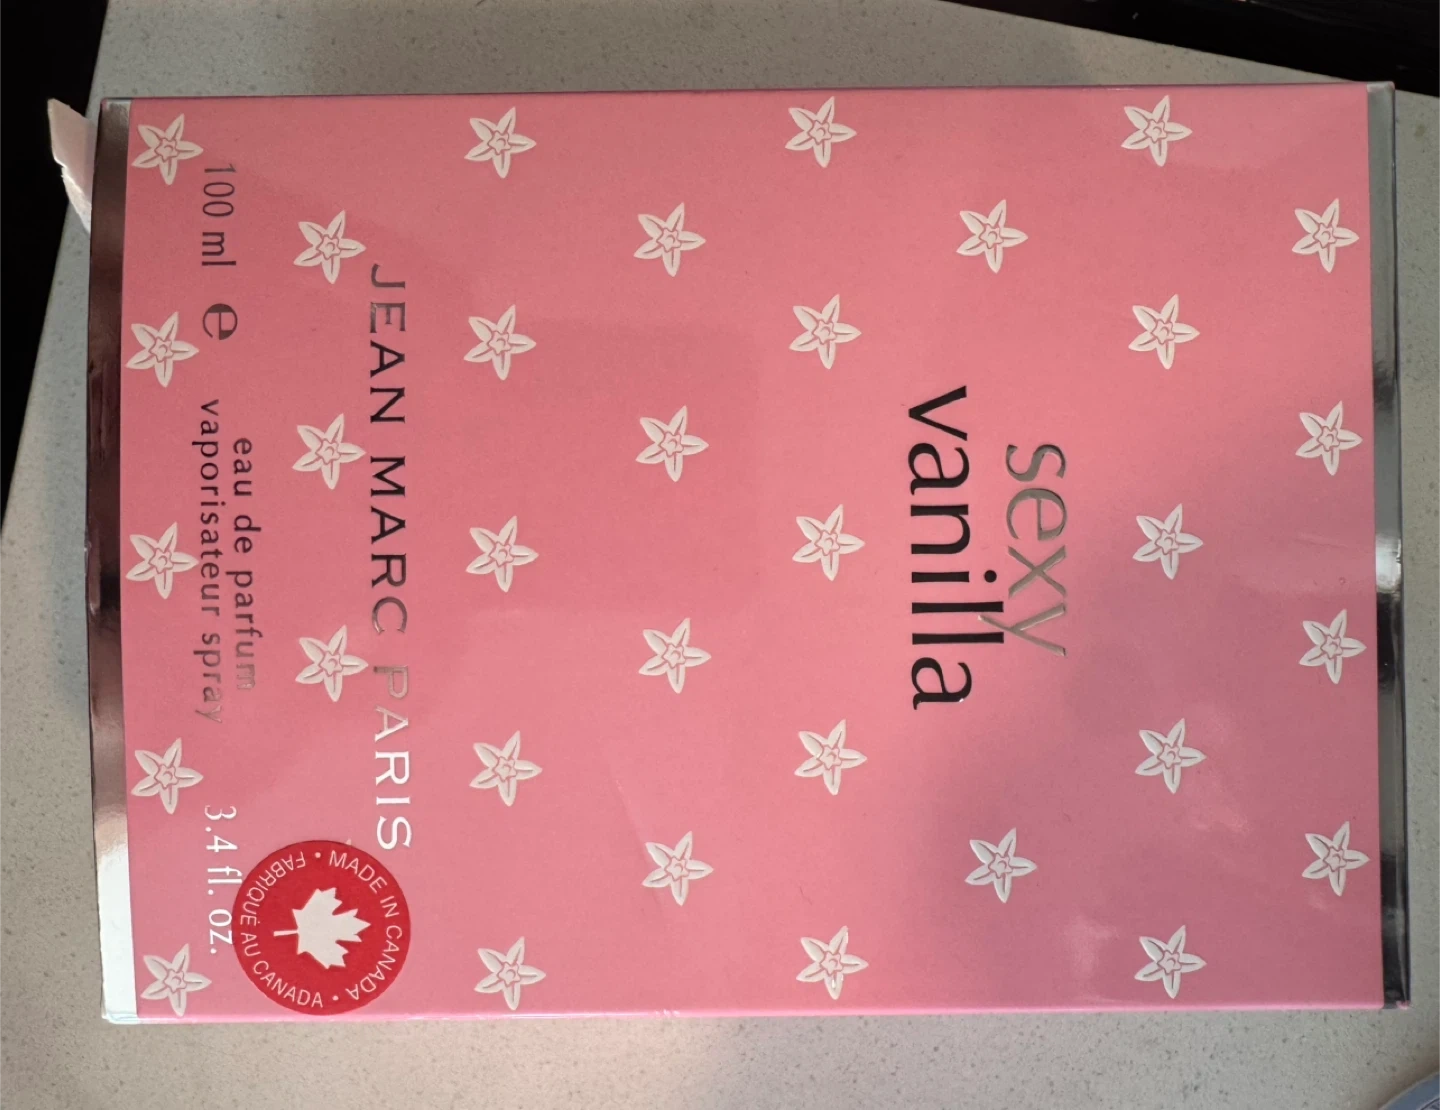 sexy
vanilla
JEAN MARC PARIS
eau de parfum
100 ml ℮ vaporisateur spray 3.4 fl. oz.
MADE IN CANADA • FABRIQUÉ AU CANADA •